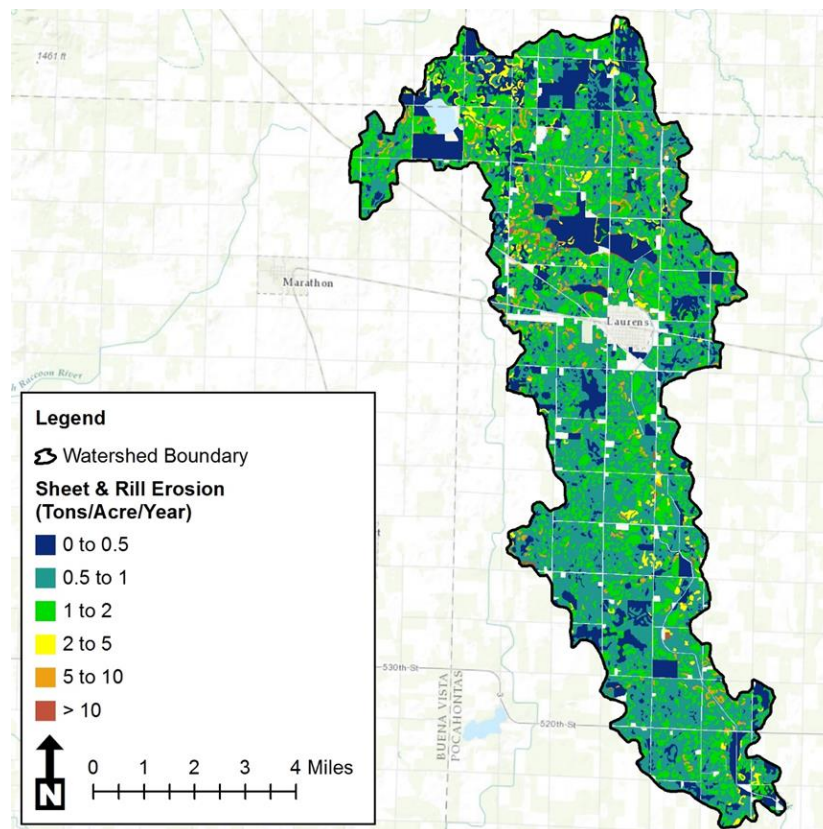 1461 ft
Marathon
Laurens
Raccoon River
Legend
Watershed Boundary
Sheet & Rill Erosion
(Tons/Acre/Year)
0 to 0.5
0.5 to 1
1 to 2
2 to 5
5 to 10
> 10
N
0 1 2 3 4 Miles
530th St
BUENA VISTA
POCAHONTAS
520th St